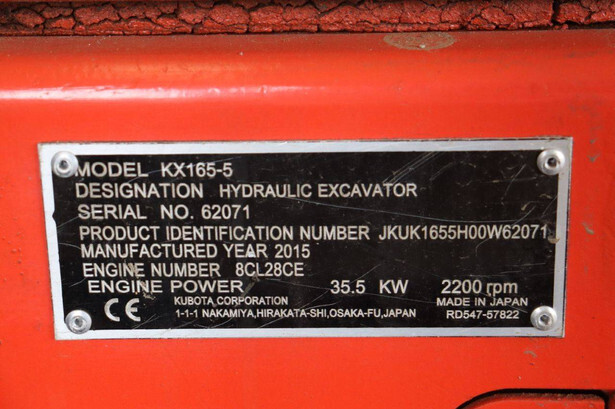 MODEL KX165-5
DESIGNATION HYDRAULIC EXCAVATOR
SERIAL NO. 62071
PRODUCT IDENTIFICATION NUMBER JKUK1655H00W62071
MANUFACTURED YEAR 2015
ENGINE NUMBER 8CL28CE
ENGINE POWER 35.5 KW 2200 rpm
CE KUBOTA CORPORATION MADE IN JAPAN
1-1-1 NAKAMIYA,HIRAKATA-SHI,OSAKA-FU,JAPAN RD547-57822